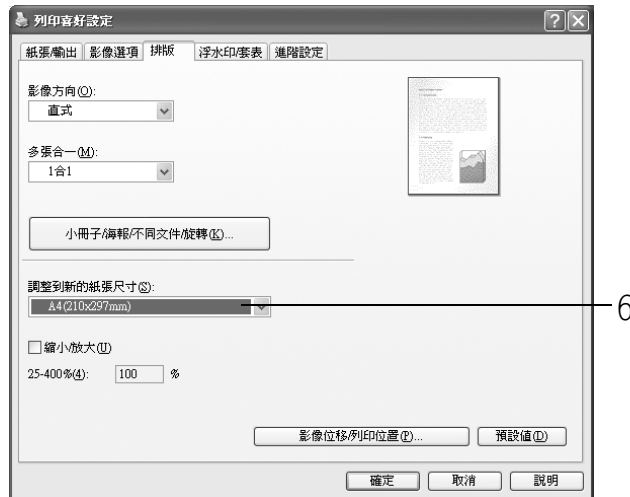 列印喜好設定
紙張/輸出 影像選項 排版 浮水印/套表 進階設定
影像方向(O):
直式
多張合一(M):
1合1
小冊子/海報/不同文件/旋轉(K)...
調整到新的紙張尺寸(S):
A4(210x297mm)
6
縮小/放大(U)
25-400%(4): 100 %
影像位移/列印位置(P)... 預設值(D)
確定 取消 說明